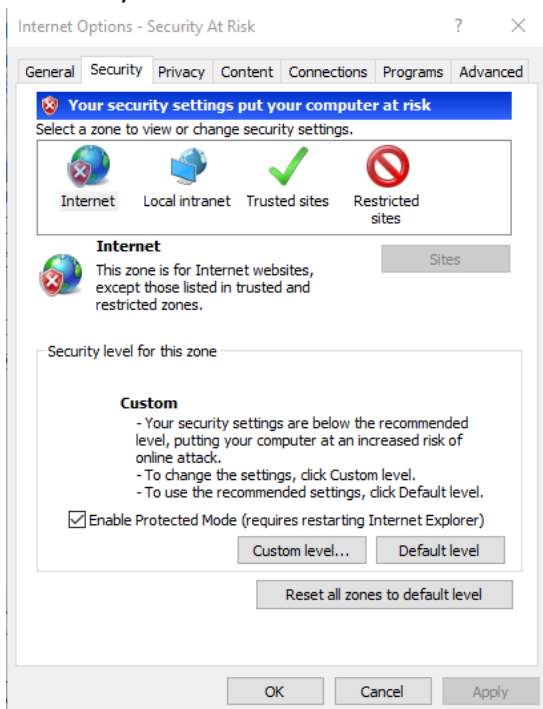 Internet Options - Security At Risk ? ×
General Security Privacy Content Connections Programs Advanced
Your security settings put your computer at risk
Select a zone to view or change security settings.
Internet Local intranet Trusted sites Restricted
sites
Internet
Sites
This zone is for Internet websites,
except those listed in trusted and
restricted zones.
Security level for this zone
Custom
- Your security settings are below the recommended
level, putting your computer at an increased risk of
online attack.
- To change the settings, click Custom level.
- To use the recommended settings, click Default level.
Enable Protected Mode (requires restarting Internet Explorer)
Custom level... Default level
Reset all zones to default level
OK Cancel Apply